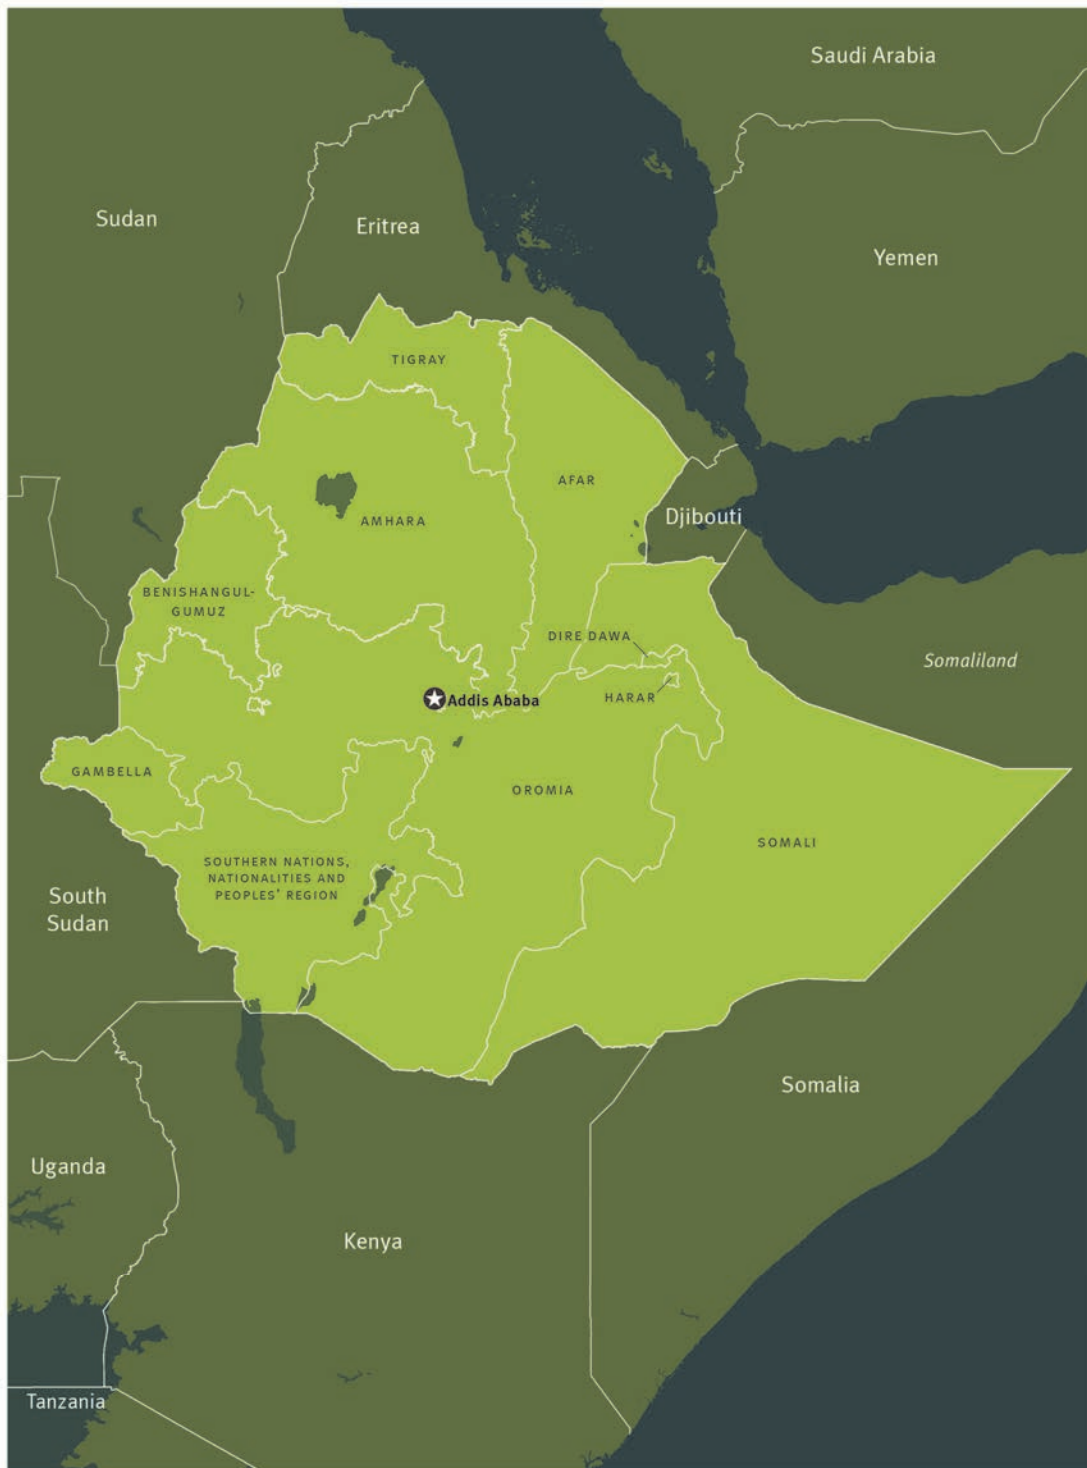 Saudi Arabia
Sudan
Eritrea
Yemen
TIGRAY
AFAR
Djibouti
AMHARA
BENISHANGUL-
GUMUZ
DIRE DAWA
Somaliland
HARAR
Addis Ababa
GAMBELLA
OROMIA
SOMALI
SOUTHERN NATIONS,
NATIONALITIES AND
PEOPLES' REGION
South
Sudan
Somalia
Uganda
Kenya
Tanzania